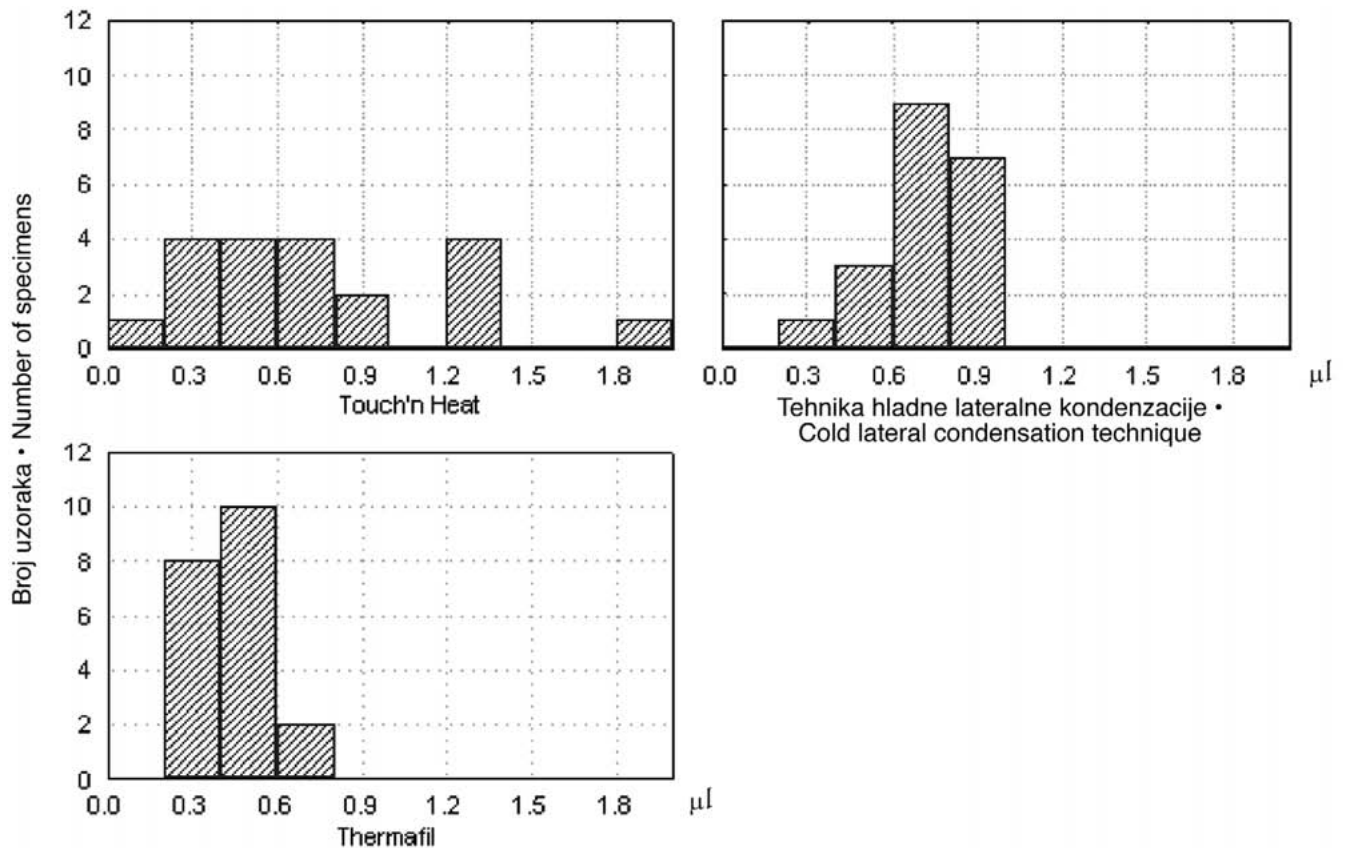 Broj uzoraka • Number of specimens
12
10
8
6
4
2
0
0.0 0.3 0.6 0.9 1.2 1.5 1.8
Touch'n Heat
0.0 0.3 0.6 0.9 1.2 1.5 1.8 µl
Tehnika hladne lateralne kondenzacije •
Cold lateral condensation technique
12
10
8
6
4
2
0
0.0 0.3 0.6 0.9 1.2 1.5 1.8 µl
Thermafil